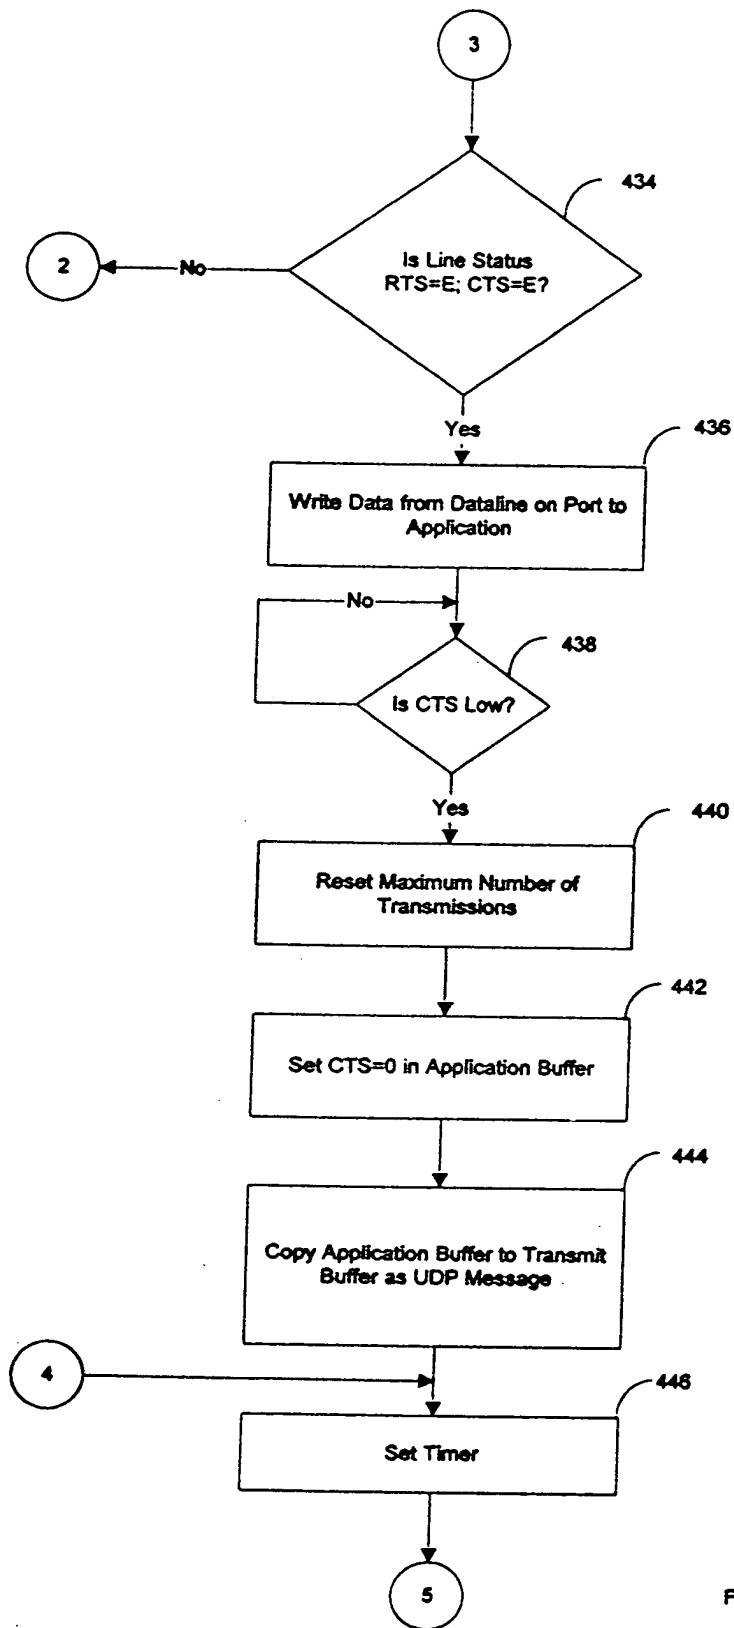 3
434
Is Line Status
RTS=E; CTS=E?
2
No
Yes
436
Write Data from Dataline on Port to
Application
No
438
Is CTS Low?
Yes
440
Reset Maximum Number of
Transmissions
442
Set CTS=0 in Application Buffer
444
Copy Application Buffer to Transmit
Buffer as UDP Message
4
446
Set Timer
5
F